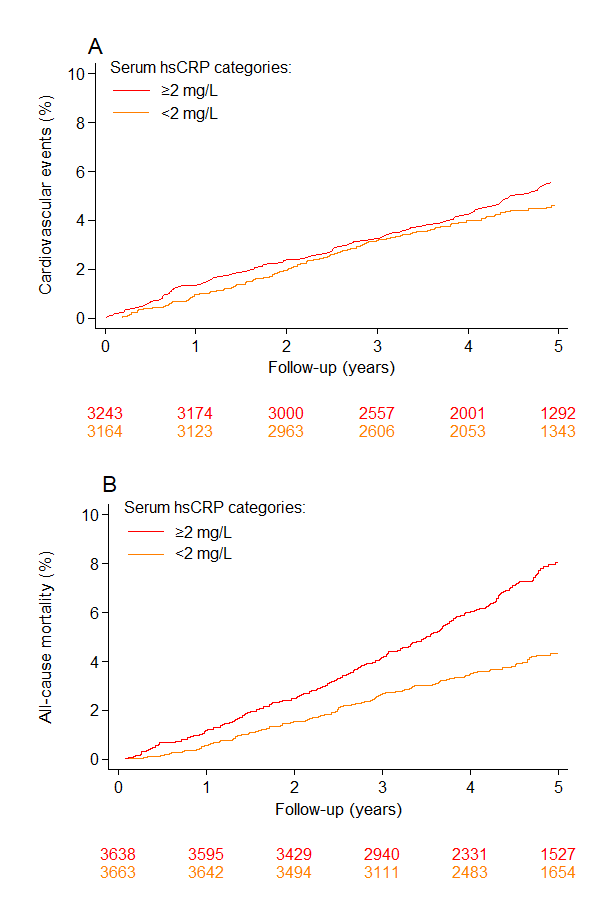 A
Serum hsCRP categories:
≥2 mg/L
<2 mg/L
10
8
6
4
2
0
Cardiovascular events (%)
0 1 2 3 4 5
Follow-up (years)
3243 3174 3000 2557 2001 1292
3164 3123 2963 2606 2053 1343
B
Serum hsCRP categories:
≥2 mg/L
<2 mg/L
10
8
6
4
2
0
All-cause mortality (%)
0 1 2 3 4 5
Follow-up (years)
3638 3595 3429 2940 2331 1527
3663 3642 3494 3111 2483 1654